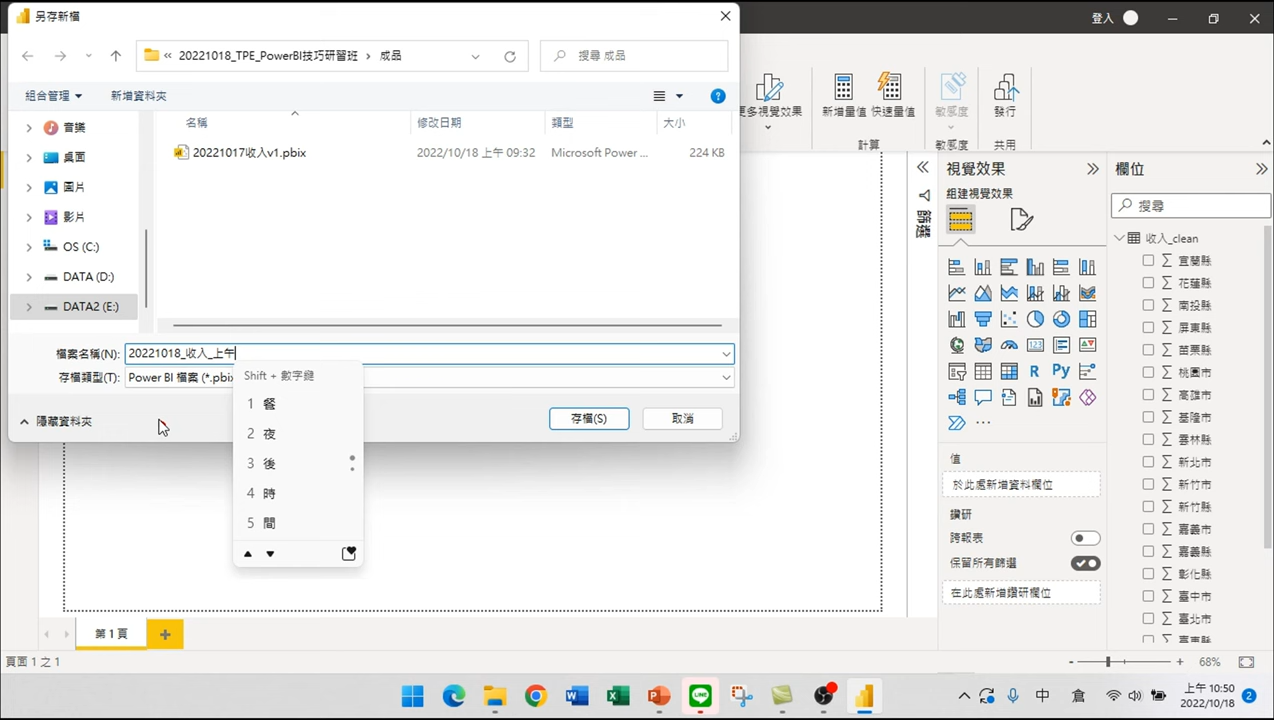 另存新檔
登入
« 20221018_TPE_PowerBI技巧研習班 › 成品
搜尋 成品
組合管理
新增資料夾
名稱
修改日期
類型
大小
20221017收入v1.pbix
2022/10/18 上午 09:32
Microsoft Power ...
224 KB
音樂
桌面
圖片
影片
OS (C:)
DATA (D:)
DATA2 (E:)
檔案名稱(N):
20221018_收入_上午
存檔類型(T):
Power BI 檔案 (*.pbix
隱藏資料夾
存檔(S)
取消
Shift + 數字鍵
1 餐
2 夜
3 後
4 時
5 間
更多視覺效果
新增量值
快速量值
敏感度
發行
計算
敏感度
共用
篩選
視覺效果
組建視覺效果
R
Py
值
於此處新增資料欄位
鑽研
跨報表
保留所有篩選
在此處新增鑽研欄位
欄位
搜尋
收入_clean
宜蘭縣
花蓮縣
南投縣
屏東縣
苗栗縣
桃園市
高雄市
基隆市
雲林縣
新北市
新竹市
新竹縣
嘉義市
嘉義縣
彰化縣
臺中市
臺北市
臺東縣
第 1 頁
頁面 1 之 1
68%
中
倉
上午 10:50
2022/10/18
2